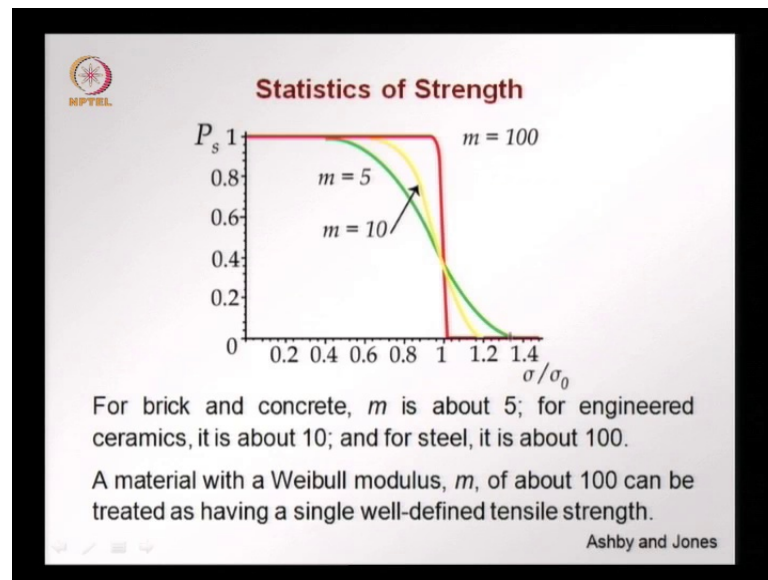 NPTEL
Statistics of Strength
Pₛ 1
m = 100
0.8
m = 5
0.6
m = 10
0.4
0.2
0
0.2 0.4 0.6 0.8 1 1.2 1.4
σ/σ₀
For brick and concrete, m is about 5; for engineered
ceramics, it is about 10; and for steel, it is about 100.
A material with a Weibull modulus, m, of about 100 can be
treated as having a single well-defined tensile strength.
Ashby and Jones